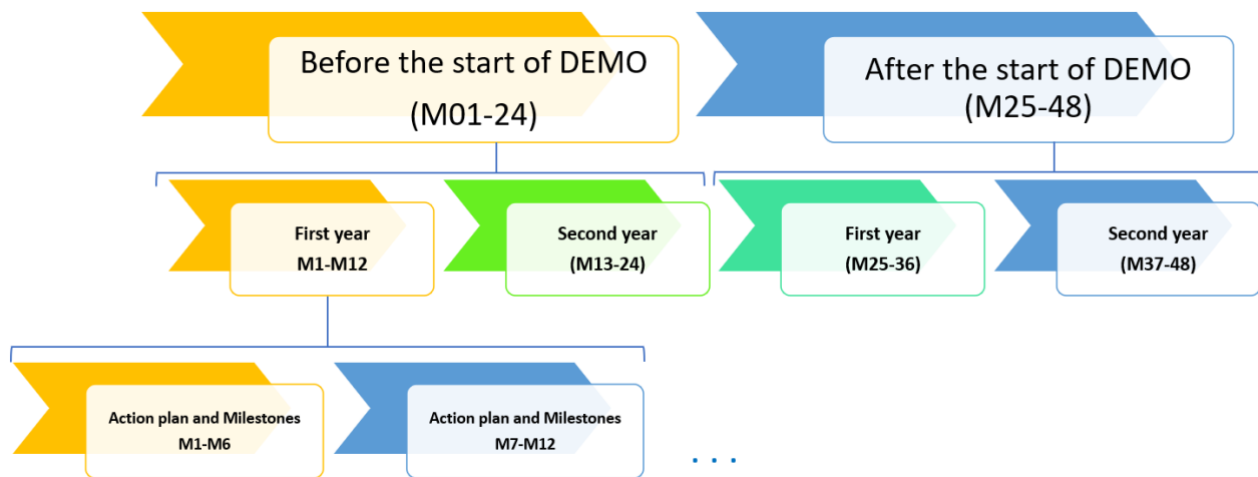 Before the start of DEMO
(M01-24)
After the start of DEMO
(M25-48)
First year
M1-M12
Second year
(M13-24)
First year
(M25-36)
Second year
(M37-48)
Action plan and Milestones
M1-M6
Action plan and Milestones
M7-M12
. . .